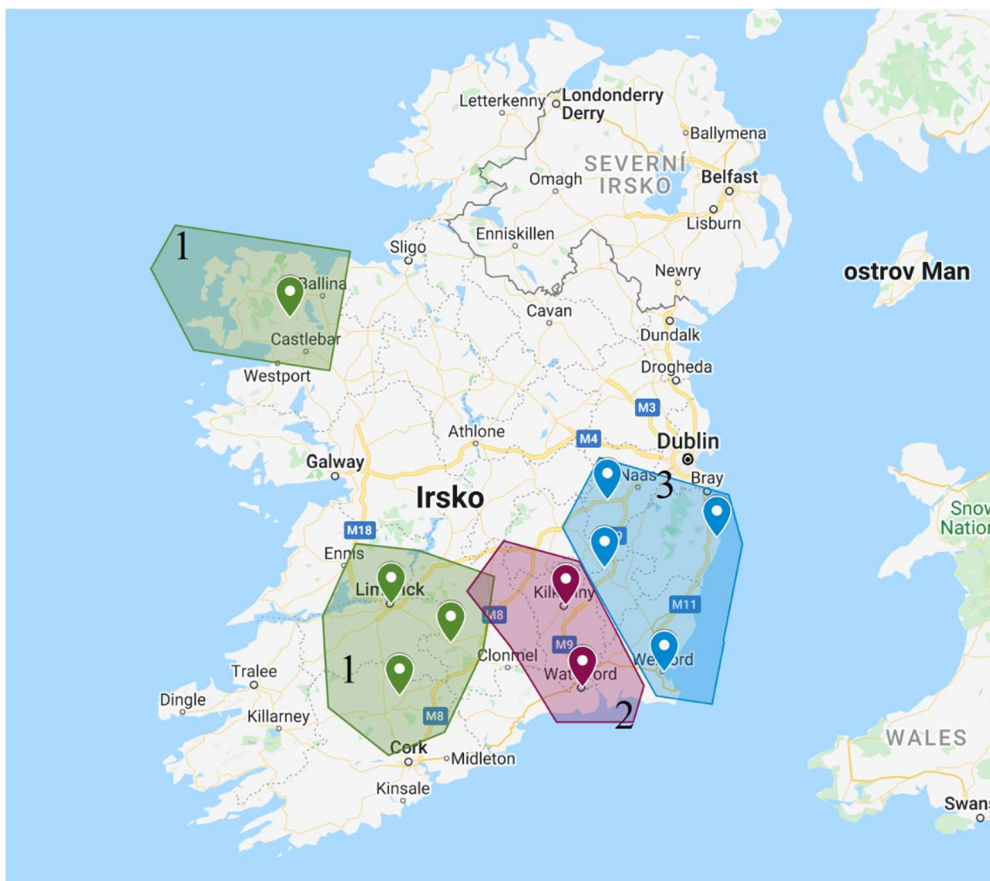 Letterkenny
Londonderry
Derry
Ballymena
SEVERNÍ
IRSKO
Omagh
Belfast
Lisburn
Enniskillen
1
Sligo
Newry
ostrov Man
Ballina
Cavan
Castlebar
Dundalk
Westport
Drogheda
M3
Athlone
M4
Dublin
Galway
Naas
3
Bray
Irsko
M18
Ennis
Limerick
Kilkenny
M8
M11
M9
Clonmel
Wexford
1
Tralee
Waterford
Dingle
Killarney
M8
2
Cork
Midleton
WALES
Kinsale